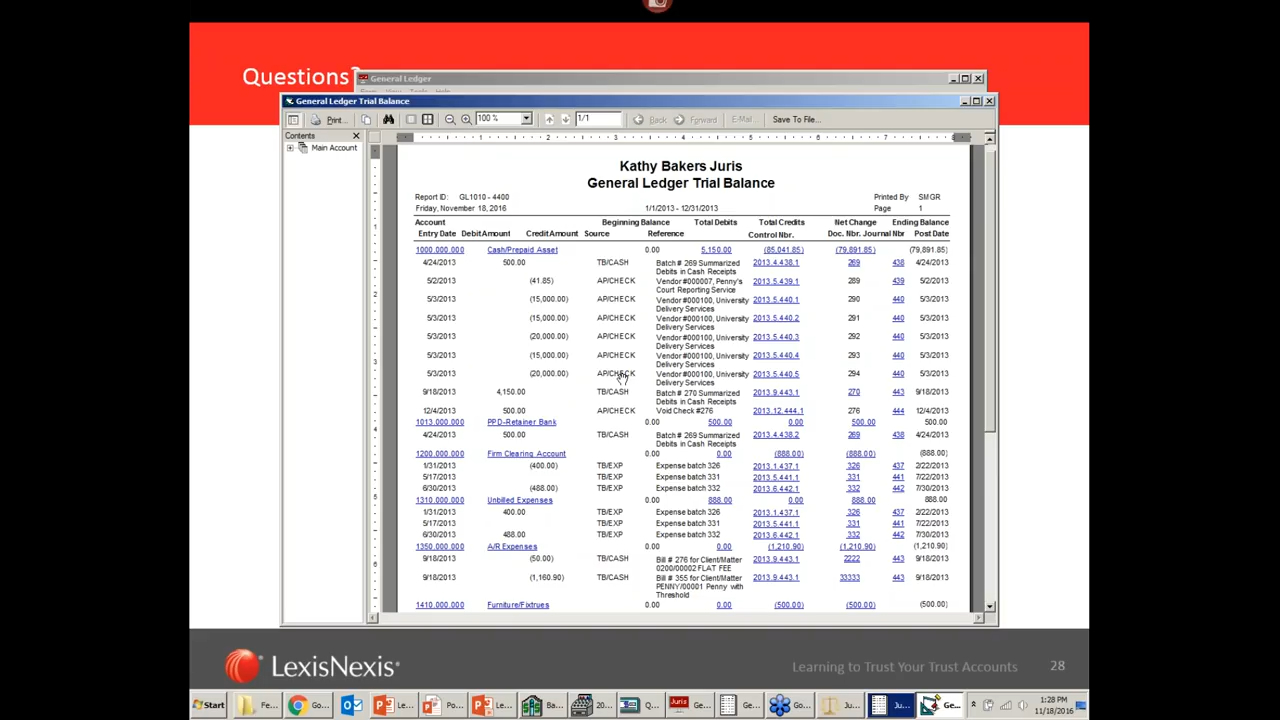 Questions?
General Ledger
General Ledger Trial Balance
Print... 100 % 1/1 Back Forward E-Mail... Save To File...
Contents
Main Account
Kathy Bakers Juris
General Ledger Trial Balance
Report ID: GL1010 - 4400 Printed By SMGR
Friday, November 18, 2016 1/1/2013 - 12/31/2013 Page 1
Account Beginning Balance Total Debits Total Credits Net Change Ending Balance
Entry Date Debit Amount Credit Amount Source Reference Control Nbr. Doc. Nbr. Journal Nbr Post Date
1000.000.000 Cash/Prepaid Asset 0.00 5,150.00 (85,041.85) (79,891.85) (79,891.85)
4/24/2013 500.00 TB/CASH Batch # 269 Summarized 2013.4.438.1 269 438 4/24/2013
Debits in Cash Receipts
5/2/2013 (41.85) AP/CHECK Vendor #000007, Penny's 2013.5.439.1 289 439 5/2/2013
Court Reporting Service
5/3/2013 (15,000.00) AP/CHECK Vendor #000100, University 2013.5.440.1 290 440 5/3/2013
Delivery Services
5/3/2013 (15,000.00) AP/CHECK Vendor #000100, University 2013.5.440.2 291 440 5/3/2013
Delivery Services
5/3/2013 (20,000.00) AP/CHECK Vendor #000100, University 2013.5.440.3 292 440 5/3/2013
Delivery Services
5/3/2013 (15,000.00) AP/CHECK Vendor #000100, University 2013.5.440.4 293 440 5/3/2013
Delivery Services
5/3/2013 (20,000.00) AP/CHECK Vendor #000100, University 2013.5.440.5 294 440 5/3/2013
Delivery Services
9/18/2013 4,150.00 TB/CASH Batch # 270 Summarized 2013.9.443.1 270 443 9/18/2013
Debits in Cash Receipts
12/4/2013 500.00 AP/CHECK Void Check #276 2013.12.444.1 276 444 12/4/2013
1013.000.000 PPD-Retainer Bank 0.00 500.00 0.00 500.00 500.00
4/24/2013 500.00 TB/CASH Batch # 269 Summarized 2013.4.438.2 269 438 4/24/2013
Debits in Cash Receipts
1200.000.000 Firm Clearing Account 0.00 0.00 (888.00) (888.00) (888.00)
1/31/2013 (400.00) TB/EXP Expense batch 326 2013.1.437.1 326 437 2/22/2013
5/17/2013 TB/EXP Expense batch 331 2013.5.441.1 331 441 7/22/2013
6/30/2013 (488.00) TB/EXP Expense batch 332 2013.6.442.1 332 442 7/30/2013
1310.000.000 Unbilled Expenses 0.00 888.00 0.00 888.00 888.00
1/31/2013 400.00 TB/EXP Expense batch 326 2013.1.437.1 326 437 2/22/2013
5/17/2013 TB/EXP Expense batch 331 2013.5.441.1 331 441 7/22/2013
6/30/2013 488.00 TB/EXP Expense batch 332 2013.6.442.1 332 442 7/30/2013
1350.000.000 A/R Expenses 0.00 0.00 (1,210.90) (1,210.90) (1,210.90)
9/18/2013 (50.00) TB/CASH Bill # 276 for Client/Matter 2013.9.443.1 2222 443 9/18/2013
0200/00002 FLAT FEE
9/18/2013 (1,160.90) TB/CASH Bill # 355 for Client/Matter 2013.9.443.1 33333 443 9/18/2013
PENNY/00001 Penny with
Threshold
1410.000.000 Furniture/Fixtrues 0.00 0.00 (500.00) (500.00) (500.00)
LexisNexis® Learning to Trust Your Trust Accounts 28
Start Fe... Go... Le... Po... Le... Ba... 20... Q... Juris Ge... Ge... Go... Ju... Ju... Ge... 1:28 PM
11/18/2016